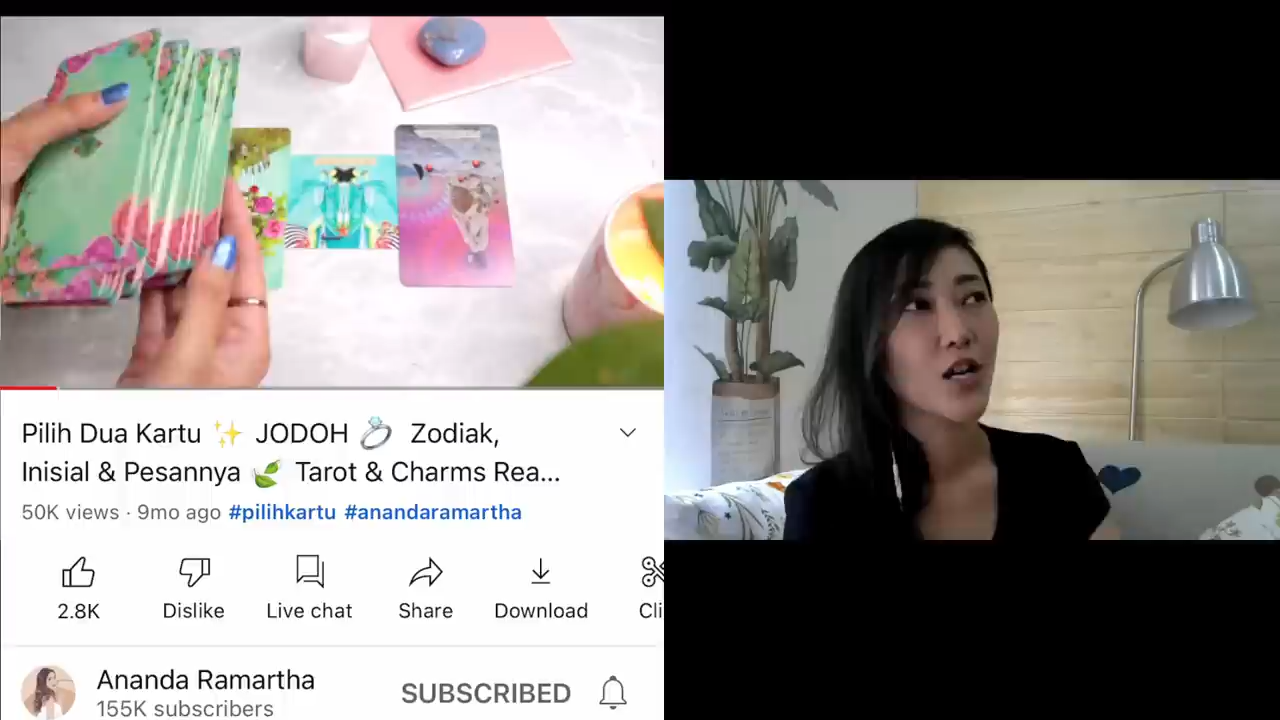 Pilih Dua Kartu ✨ JODOH 💍 Zodiak,
Inisial & Pesannya 🌿 Tarot & Charms Rea...
50K views · 9mo ago #pilihkartu #anandaramartha
2.8K
Dislike
Live chat
Share
Download
Cli
Ananda Ramartha
155K subscribers
SUBSCRIBED